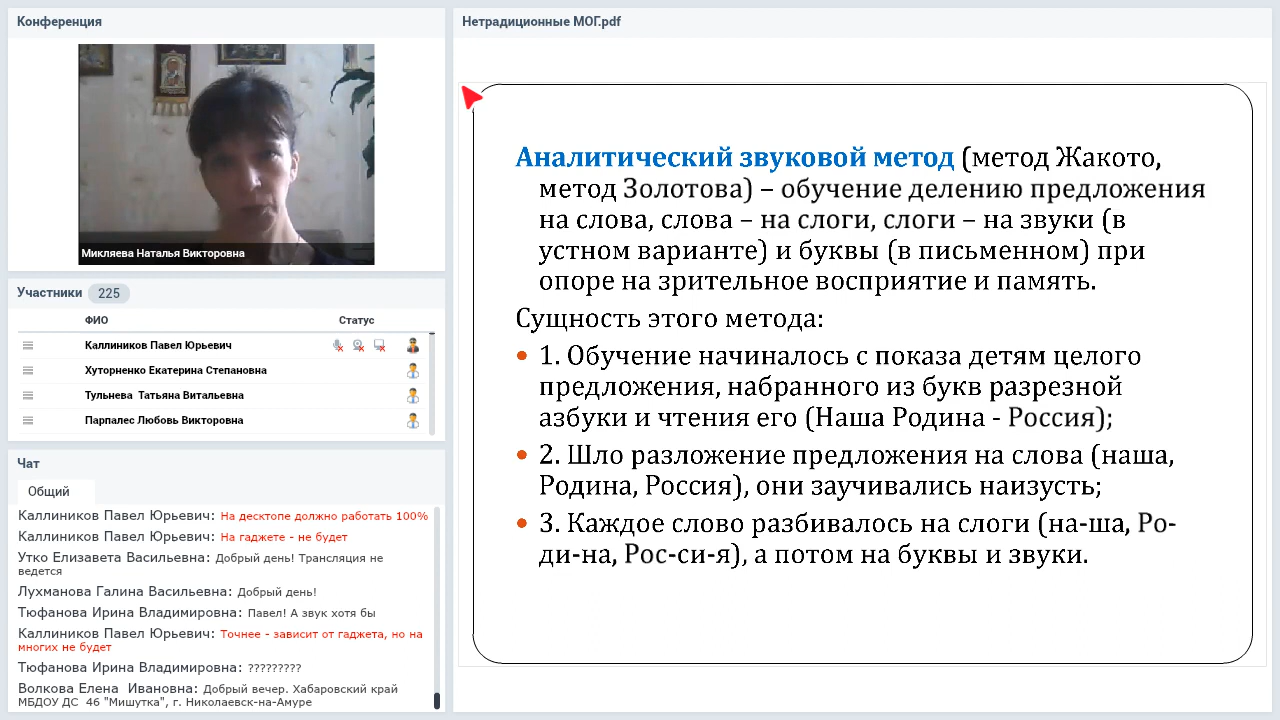 Конференция
Микляева Наталья Викторовна
Участники 225
ФИО Статус
Каллиников Павел Юрьевич
Хуторненко Екатерина Степановна
Тульнева Татьяна Витальевна
Парпалес Любовь Викторовна
Чат
Общий
Каллиников Павел Юрьевич: На десктопе должно работать 100%
Каллиников Павел Юрьевич: На гаджете - не будет
Утко Елизавета Васильевна: Добрый день! Трансляция не
ведется
Лухманова Галина Васильевна: Добрый день!
Тюфанова Ирина Владимировна: Павел! А звук хотя бы
Каллиников Павел Юрьевич: Точнее - зависит от гаджета, но на
многих не будет
Тюфанова Ирина Владимировна: ?????????
Волкова Елена Ивановна: Добрый вечер. Хабаровский край
МБДОУ ДС 46 "Мишутка", г. Николаевск-на-Амуре
Нетрадиционные МОГ.pdf
Аналитический звуковой метод (метод Жакото,
метод Золотова) – обучение делению предложения
на слова, слова – на слоги, слоги – на звуки (в
устном варианте) и буквы (в письменном) при
опоре на зрительное восприятие и память.
Сущность этого метода:
• 1. Обучение начиналось с показа детям целого
предложения, набранного из букв разрезной
азбуки и чтения его (Наша Родина - Россия);
• 2. Шло разложение предложения на слова (наша,
Родина, Россия), они заучивались наизусть;
• 3. Каждое слово разбивалось на слоги (на-ша, Ро-
ди-на, Рос-си-я), а потом на буквы и звуки.